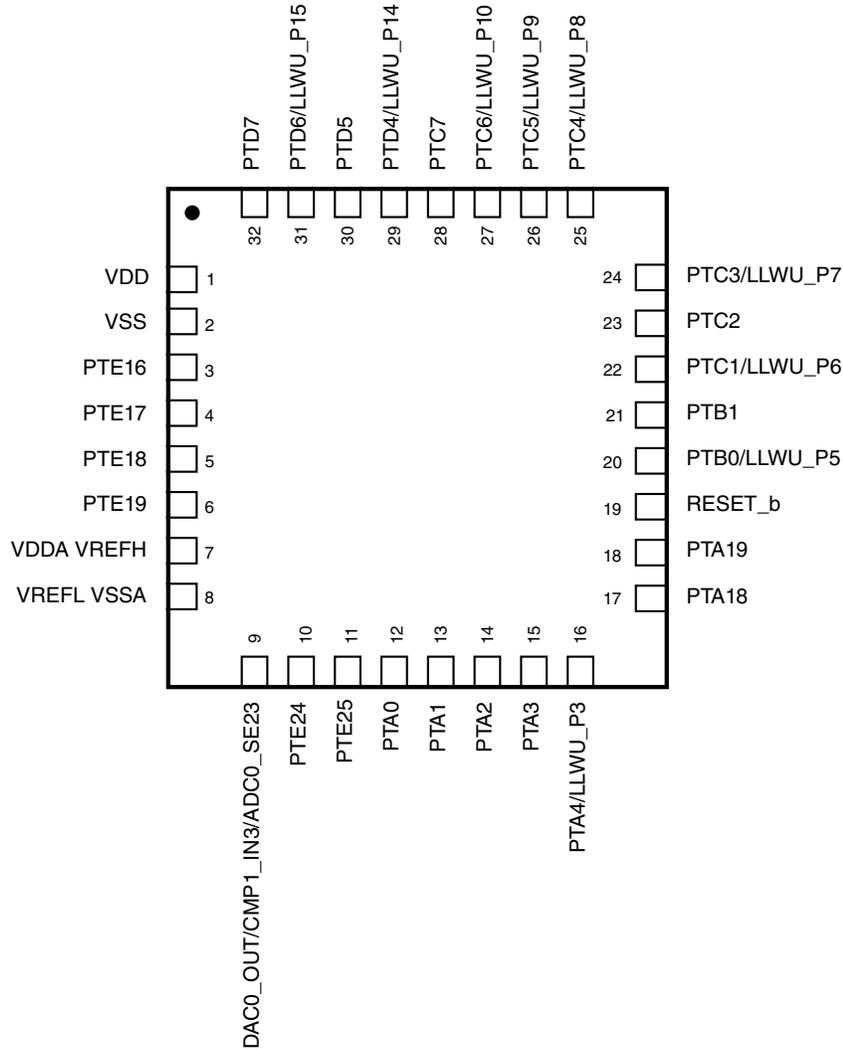 PTD7
PTD6/LLWU_P15
PTD5
PTD4/LLWU_P14
PTC7
PTC6/LLWU_P10
PTC5/LLWU_P9
PTC4/LLWU_P8
32
31
30
29
28
27
26
25
VDD 1
VSS 2
PTE16 3
PTE17 4
PTE18 5
PTE19 6
VDDA VREFH 7
VREFL VSSA 8
24 PTC3/LLWU_P7
23 PTC2
22 PTC1/LLWU_P6
21 PTB1
20 PTB0/LLWU_P5
19 RESET_b
18 PTA19
17 PTA18
9
10
11
12
13
14
15
16
DAC0_OUT/CMP1_IN3/ADC0_SE23
PTE24
PTE25
PTA0
PTA1
PTA2
PTA3
PTA4/LLWU_P3